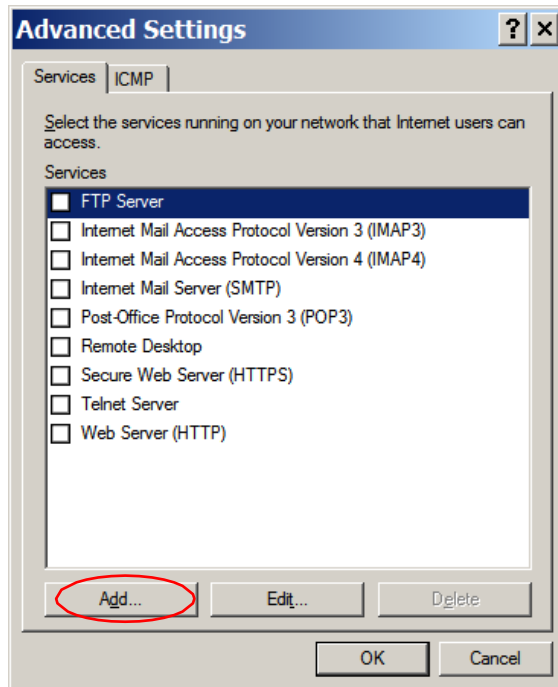 Advanced Settings
Services
ICMP
Select the services running on your network that Internet users can
access.
Services
FTP Server
Internet Mail Access Protocol Version 3 (IMAP3)
Internet Mail Access Protocol Version 4 (IMAP4)
Internet Mail Server (SMTP)
Post-Office Protocol Version 3 (POP3)
Remote Desktop
Secure Web Server (HTTPS)
Telnet Server
Web Server (HTTP)
Add...
Edit...
Delete
OK
Cancel